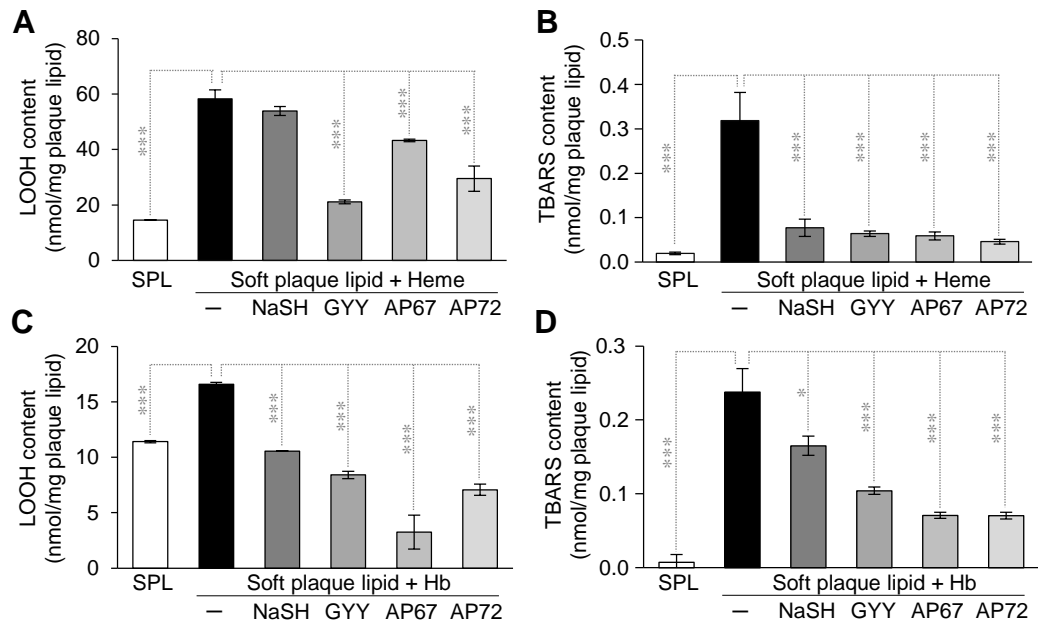 A
LOOH content
(nmol/mg plaque lipid)
80
60
40
20
0
***
***
***
***
SPL
Soft plaque lipid + Heme
– NaSH GYY AP67 AP72
B
TBARS content
(nmol/mg plaque lipid)
0.5
0.4
0.3
0.2
0.1
0.0
***
***
***
***
***
SPL
Soft plaque lipid + Heme
– NaSH GYY AP67 AP72
C
LOOH content
(nmol/mg plaque lipid)
20
15
10
5
0
***
***
***
***
***
SPL
Soft plaque lipid + Hb
– NaSH GYY AP67 AP72
D
TBARS content
(nmol/mg plaque lipid)
0.3
0.2
0.1
0.0
***
*
***
***
***
SPL
Soft plaque lipid + Hb
– NaSH GYY AP67 AP72